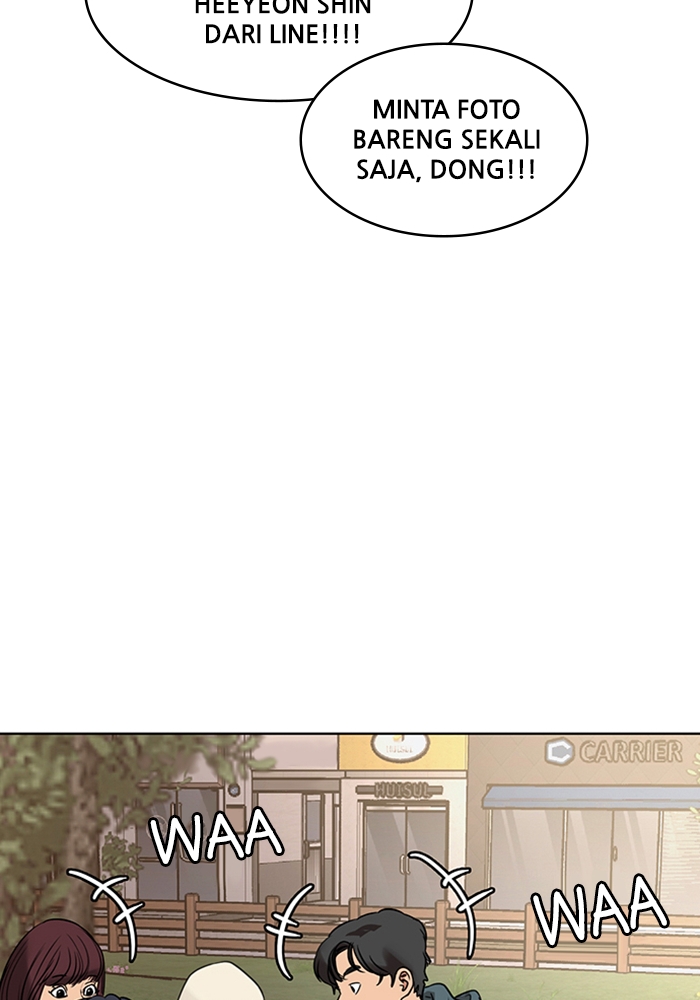 HEEYEON SHIN
DARI LINE!!!!
MINTA FOTO
BARENG SEKALI
SAJA, DONG!!!
CARRIER
HUISUL
WAA
WAA